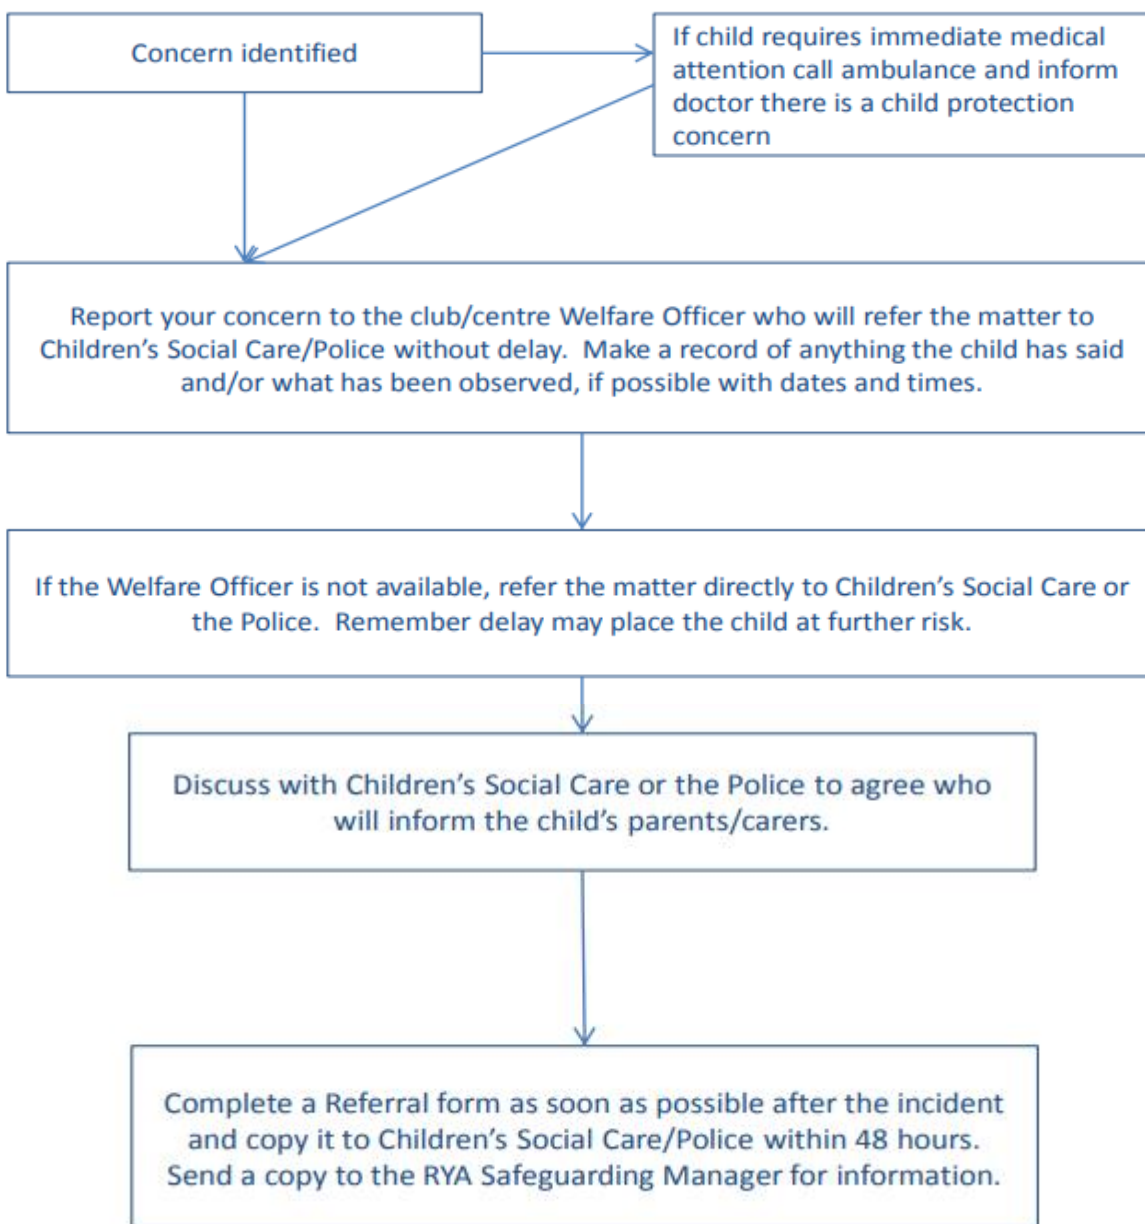 Concern identified
If child requires immediate medical
attention call ambulance and inform
doctor there is a child protection
concern
Report your concern to the club/centre Welfare Officer who will refer the matter to
Children’s Social Care/Police without delay.  Make a record of anything the child has said
and/or what has been observed, if possible with dates and times.
If the Welfare Officer is not available, refer the matter directly to Children’s Social Care or
the Police.  Remember delay may place the child at further risk.
Discuss with Children’s Social Care or the Police to agree who
will inform the child’s parents/carers.
Complete a Referral form as soon as possible after the incident
and copy it to Children’s Social Care/Police within 48 hours.
Send a copy to the RYA Safeguarding Manager for information.